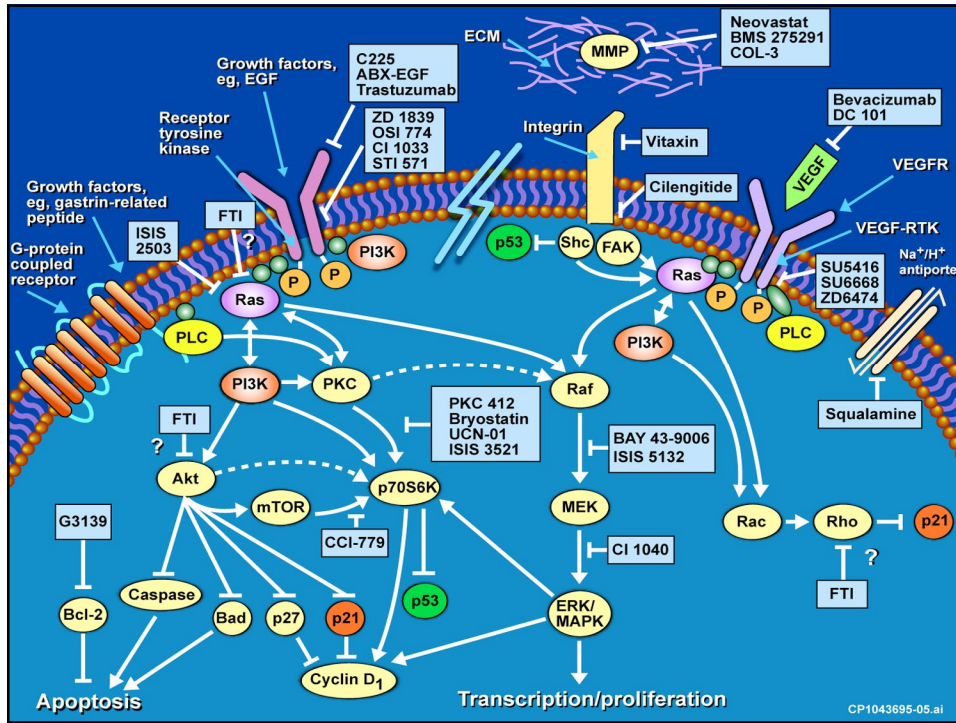 Neovastat
BMS 275291
COL-3
ECM
MMP
Growth factors,
eg, EGF
C225
ABX-EGF
Trastuzumab
Bevacizumab
DC 101
Receptor
tyrosine
kinase
ZD 1839
OSI 774
CI 1033
STI 571
Integrin
Vitaxin
VEGF
VEGFR
Growth factors,
eg, gastrin-related
peptide
FTI
?
Cilengitide
VEGF-RTK
ISIS
2503
G-protein
coupled
receptor
PI3K
p53
Shc
FAK
Na+/H+
antiporte
P
P
Ras
Ras
P
P
SU5416
SU6668
ZD6474
PLC
PI3K
PLC
PI3K
PKC
Raf
Squalamine
FTI
?
PKC 412
Bryostatin
UCN-01
ISIS 3521
BAY 43-9006
ISIS 5132
Akt
p70S6K
mTOR
MEK
Rac
Rho
p21
G3139
CCI-779
CI 1040
?
FTI
Caspase
p53
Bcl-2
Bad
p27
p21
ERK/
MAPK
Cyclin D1
Apoptosis
Transcription/proliferation
CP1043695-05.ai